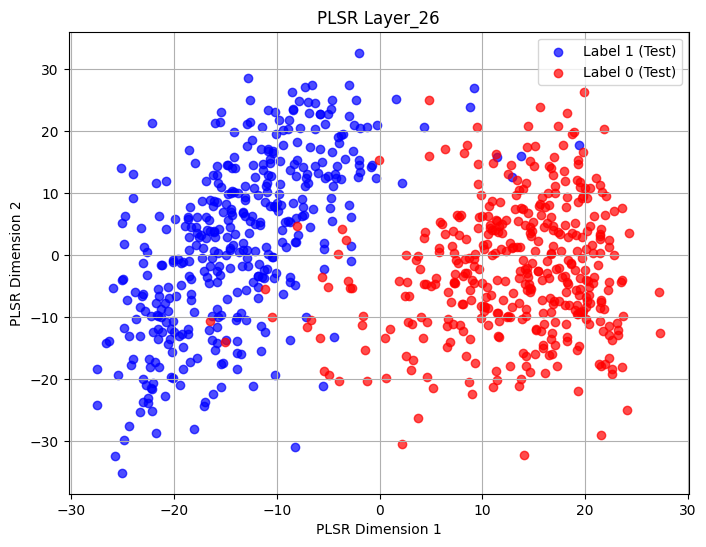 PLSR Layer_26
Label 1 (Test)
Label 0 (Test)
30
20
10
0
−10
−20
−30
PLSR Dimension 2
−30
−20
−10
0
10
20
30
PLSR Dimension 1